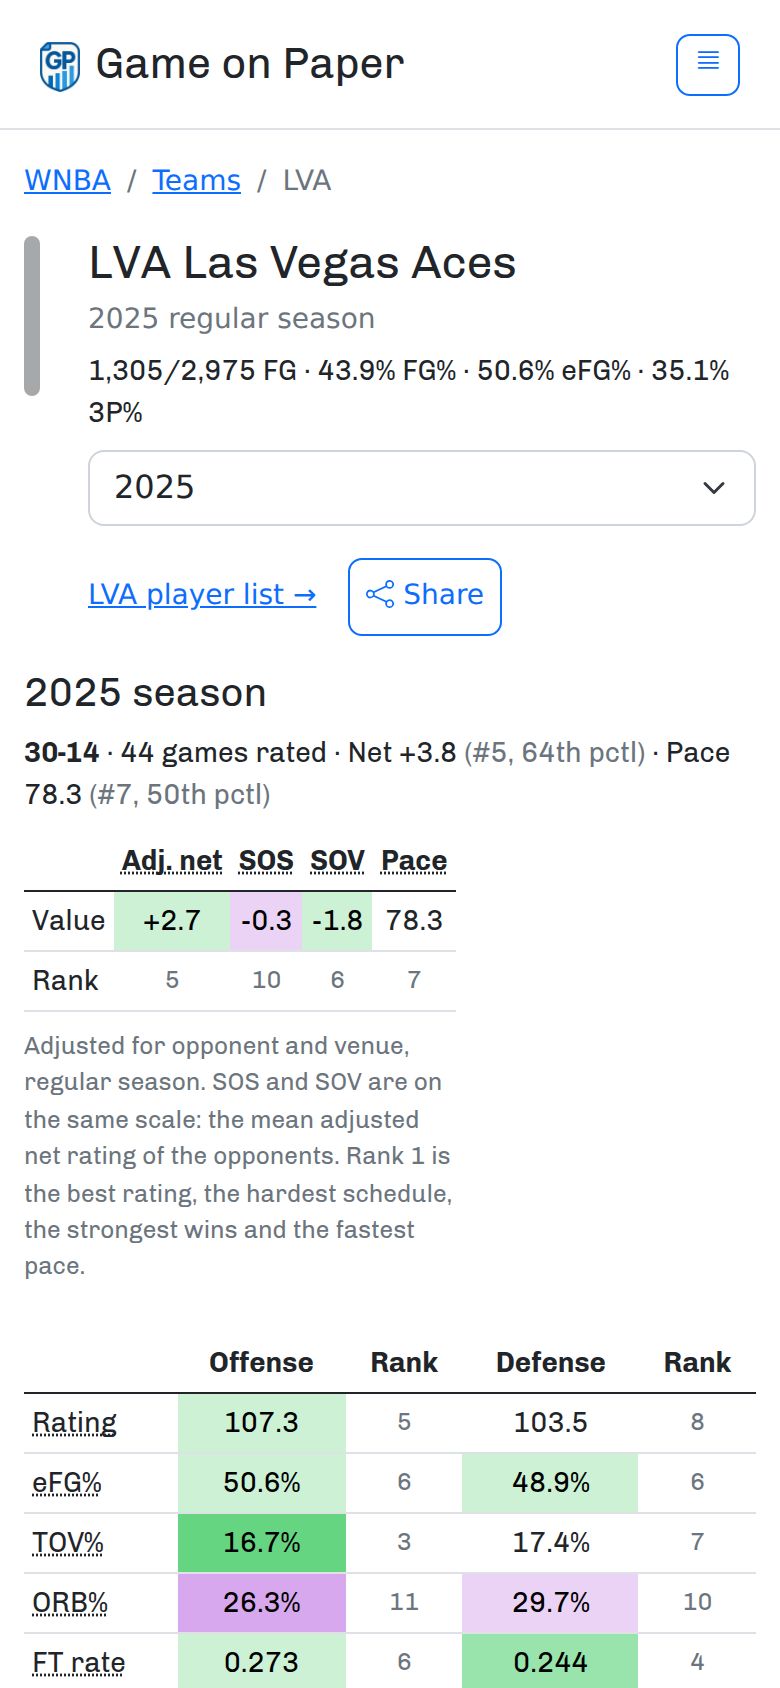 GP Game on Paper
WNBA / Teams / LVA
LVA Las Vegas Aces
2025 regular season
1,305/2,975 FG · 43.9% FG% · 50.6% eFG% · 35.1%
3P%
2025
LVA player list → Share
2025 season
30-14 · 44 games rated · Net +3.8 (#5, 64th pctl) · Pace
78.3 (#7, 50th pctl)
Adj. net SOS SOV Pace
Value +2.7 -0.3 -1.8 78.3
Rank 5 10 6 7
Adjusted for opponent and venue,
regular season. SOS and SOV are on
the same scale: the mean adjusted
net rating of the opponents. Rank 1 is
the best rating, the hardest schedule,
the strongest wins and the fastest
pace.
Offense Rank Defense Rank
Rating 107.3 5 103.5 8
eFG% 50.6% 6 48.9% 6
TOV% 16.7% 3 17.4% 7
ORB% 26.3% 11 29.7% 10
FT rate 0.273 6 0.244 4